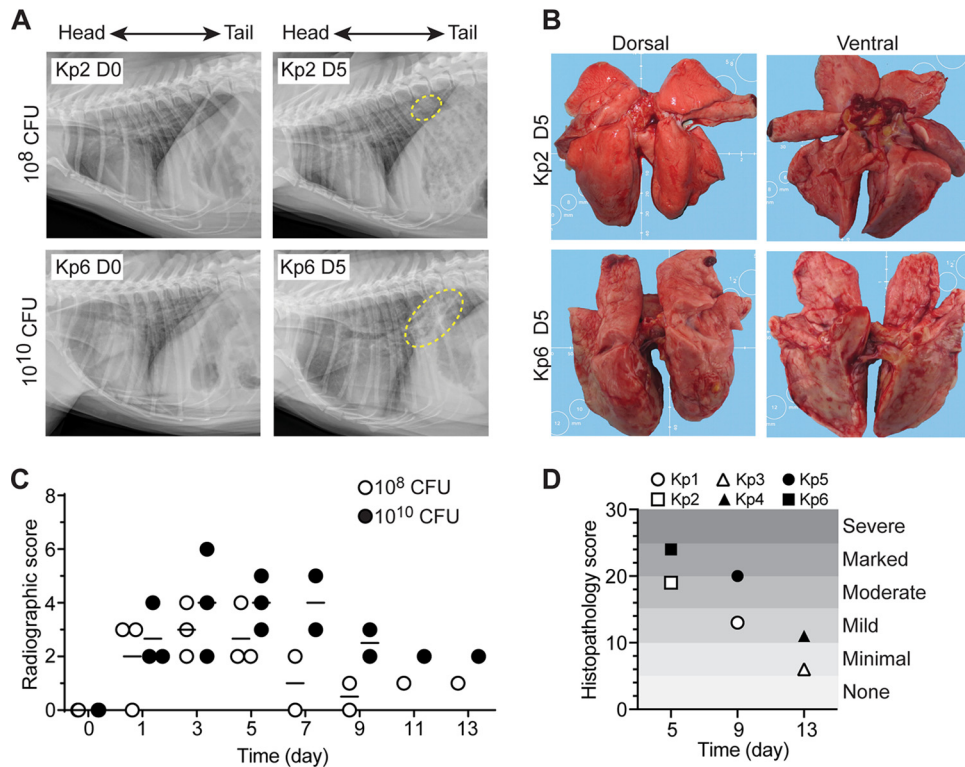 A
Head
Tail
Head
Tail
Kp2 D0
Kp2 D5
10⁸ CFU
Kp6 D0
Kp6 D5
10¹⁰ CFU
B
Dorsal
Ventral
Kp2 D5
Kp6 D5
C
10⁸ CFU
10¹⁰ CFU
Radiographic score
8
6
4
2
0
0 1 3 5 7 9 11 13
Time (day)
D
Kp1 Kp3 Kp5
Kp2 Kp4 Kp6
Histopathology score
30
20
10
0
Severe
Marked
Moderate
Mild
Minimal
None
5 9 13
Time (day)